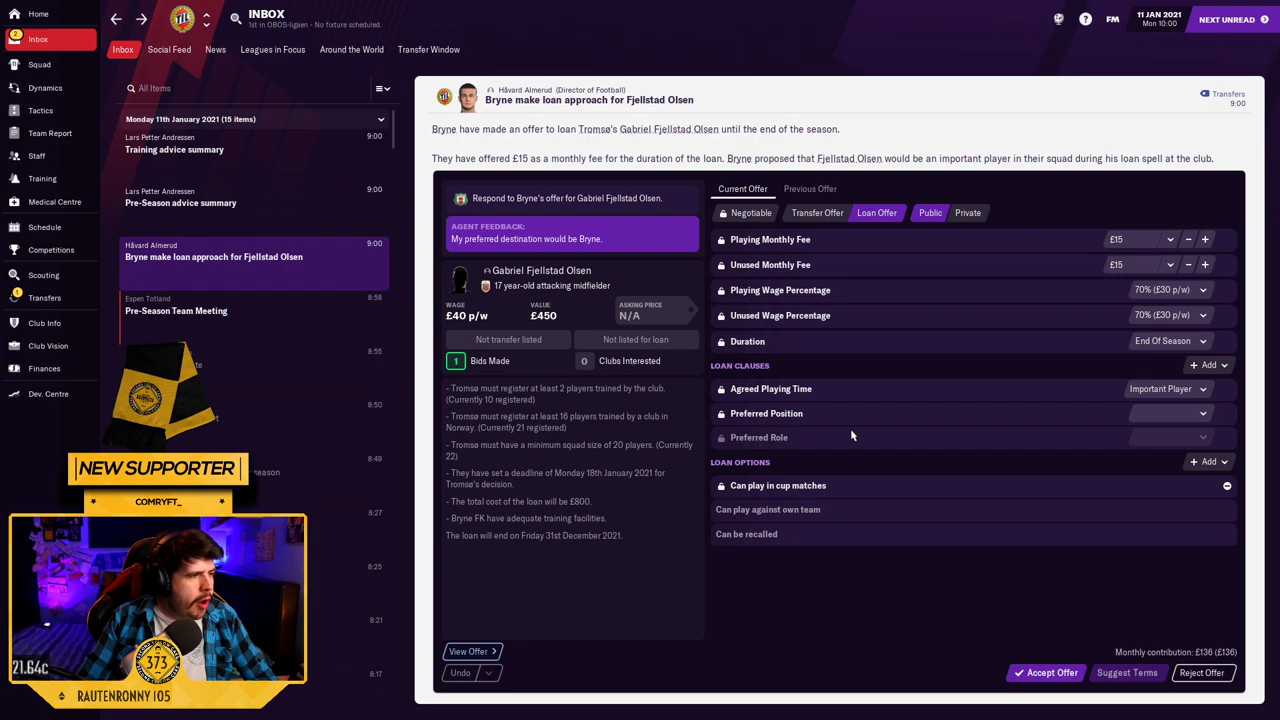 Home
2
Inbox
Squad
Dynamics
Tactics
Team Report
Staff
Training
Medical Centre
Schedule
Competitions
Scouting
1
Transfers
Club Info
Club Vision
Finances
Dev. Centre
TIL
INBOX
1st in OBOS-ligaen - No fixture scheduled.
FM
11 JAN 2021
Mon 10:00
NEXT UNREAD
Inbox
Social Feed
News
Leagues in Focus
Around the World
Transfer Window
All Items
Monday 11th January 2021 (15 items)
Lars Petter Andressen
9:00
Training advice summary
Lars Petter Andressen
9:00
Pre-Season advice summary
Håvard Almerud
9:00
Bryne make loan approach for Fjellstad Olsen
Espen Totland
8:58
Pre-Season Team Meeting
8:55
8:50
8:49
season
8:27
8:25
8:21
8:17
NEW SUPPORTER
COMRYFT_
373
21.64c
RAUTENRONNY 105
Håvard Almerud (Director of Football)
Bryne make loan approach for Fjellstad Olsen
Transfers
9:00
Bryne have made an offer to loan Tromsø's Gabriel Fjellstad Olsen until the end of the season.
They have offered £15 as a monthly fee for the duration of the loan. Bryne proposed that Fjellstad Olsen would be an important player in their squad during his loan spell at the club.
Respond to Bryne's offer for Gabriel Fjellstad Olsen.
AGENT FEEDBACK:
My preferred destination would be Bryne.
Gabriel Fjellstad Olsen
17 year-old attacking midfielder
WAGE
£40 p/w
VALUE
£450
ASKING PRICE
N/A
Not transfer listed
Not listed for loan
1 Bids Made
0 Clubs Interested
- Tromsø must register at least 2 players trained by the club.
(Currently 10 registered)
- Tromsø must register at least 16 players trained by a club in
Norway. (Currently 21 registered)
- Tromsø must have a minimum squad size of 20 players. (Currently
22)
- They have set a deadline of Monday 18th January 2021 for
Tromsø's decision.
- The total cost of the loan will be £800.
- Bryne FK have adequate training facilities.
The loan will end on Friday 31st December 2021.
View Offer
Undo
Current Offer
Previous Offer
Negotiable
Transfer Offer
Loan Offer
Public
Private
Playing Monthly Fee
£15
Unused Monthly Fee
£15
Playing Wage Percentage
70% (£30 p/w)
Unused Wage Percentage
70% (£30 p/w)
Duration
End Of Season
LOAN CLAUSES
+ Add
Agreed Playing Time
Important Player
Preferred Position
Preferred Role
LOAN OPTIONS
+ Add
Can play in cup matches
Can play against own team
Can be recalled
Monthly contribution: £136 (£136)
Accept Offer
Suggest Terms
Reject Offer